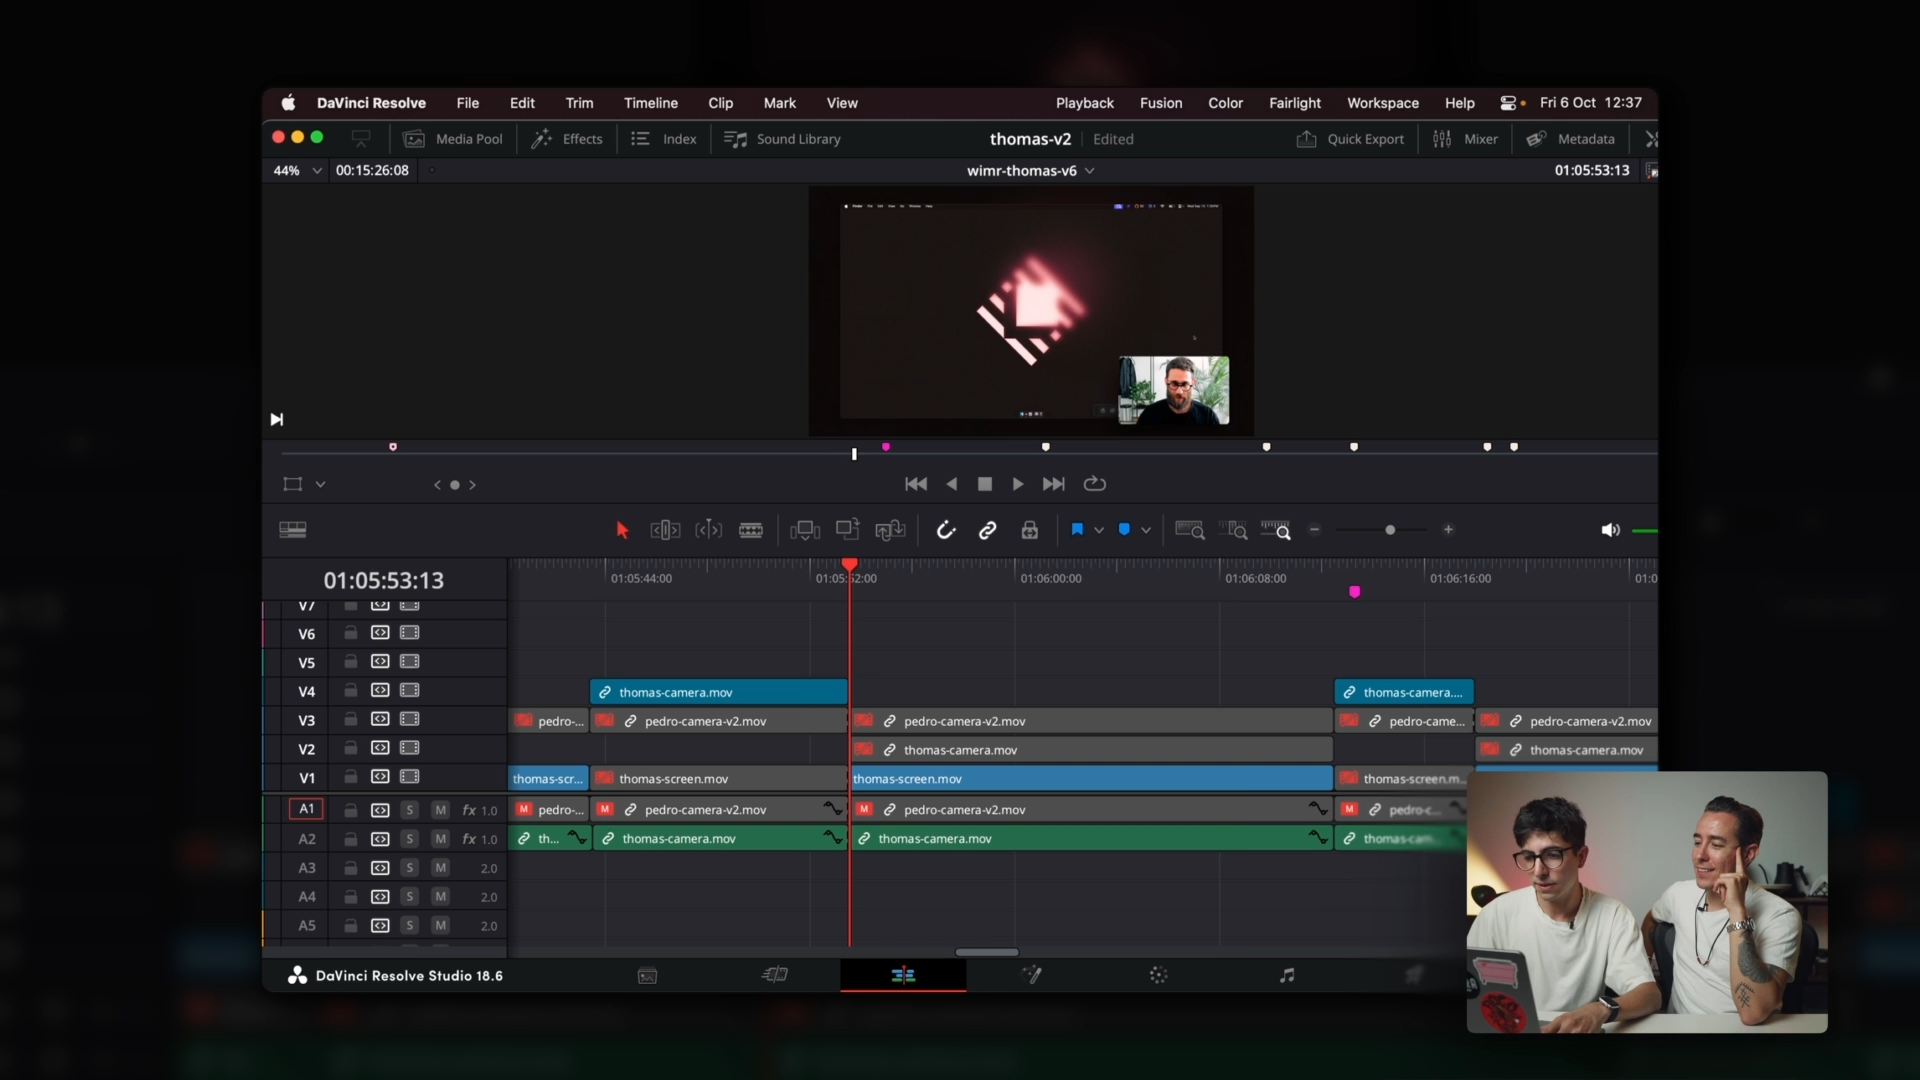 DaVinci Resolve File Edit Trim Timeline Clip Mark View Playback Fusion Color Fairlight Workspace Help Fri 6 Oct 12:37
Media Pool Effects Index Sound Library thomas-v2 Edited Quick Export Mixer Metadata
44% 00:15:26:08 wimr-thomas-v6 01:05:53:13
01:05:53:13 01:05:44:00 01:06:00:00 01:06:08:00 01:06:16:00
V7
V6
V5
V4 thomas-camera.mov thomas-camera....
V3 pedro-... pedro-camera-v2.mov pedro-camera-v2.mov pedro-came... pedro-camera-v2.mov
V2 thomas-camera.mov thomas-camera.mov
V1 thomas-scr... thomas-screen.mov thomas-screen.mov thomas-screen.m...
A1 S M fx 1.0 M pedro-... M pedro-camera-v2.mov M pedro-camera-v2.mov M pedro-c...
A2 S M fx 1.0 th... thomas-camera.mov thomas-camera.mov thomas-cam...
A3 S M 2.0
A4 S M 2.0
A5 S M 2.0
DaVinci Resolve Studio 18.6